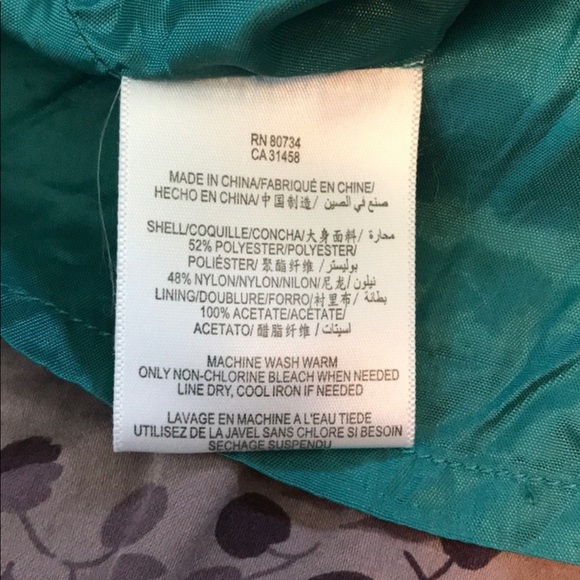 RN 80734
CA 31458
MADE IN CHINA/FABRIQUÉ EN CHINE/
HECHO EN CHINA/中国制造/ صنع في الصين
SHELL/COQUILLE/CONCHA/大身面料/ محارة
52% POLYESTER/POLYESTER/
POLIÉSTER/ 聚酯纤维 /بوليستر
48% NYLON/NYLON/NILON/尼龙/ نيلون
LINING/DOUBLURE/FORRO/衬里布/ بطانة
100% ACETATE/ACÉTATE/
ACETATO/ 醋酯纤维 /اسيتات
MACHINE WASH WARM
ONLY NON-CHLORINE BLEACH WHEN NEEDED
LINE DRY, COOL IRON IF NEEDED
LAVAGE EN MACHINE A L'EAU TIEDE
UTILISEZ DE LA JAVEL SANS CHLORE SI BESOIN
SECHAGE SUSPENDU